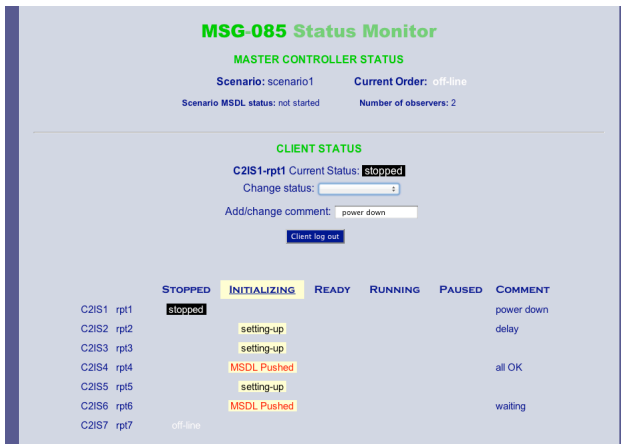 MSG-085 Status Monitor
MASTER CONTROLLER STATUS
Scenario: scenario1 Current Order: off-line
Scenario MSDL status: not started Number of observers: 2
CLIENT STATUS
C2IS1-rpt1 Current Status: stopped
Change status:
Add/change comment: power down
Client log out
STOPPED INITIALIZING READY RUNNING PAUSED COMMENT
C2IS1 rpt1 stopped power down
C2IS2 rpt2 setting-up delay
C2IS3 rpt3 setting-up
C2IS4 rpt4 MSDL Pushed all OK
C2IS5 rpt5 setting-up
C2IS6 rpt6 MSDL Pushed waiting
C2IS7 rpt7 off-line